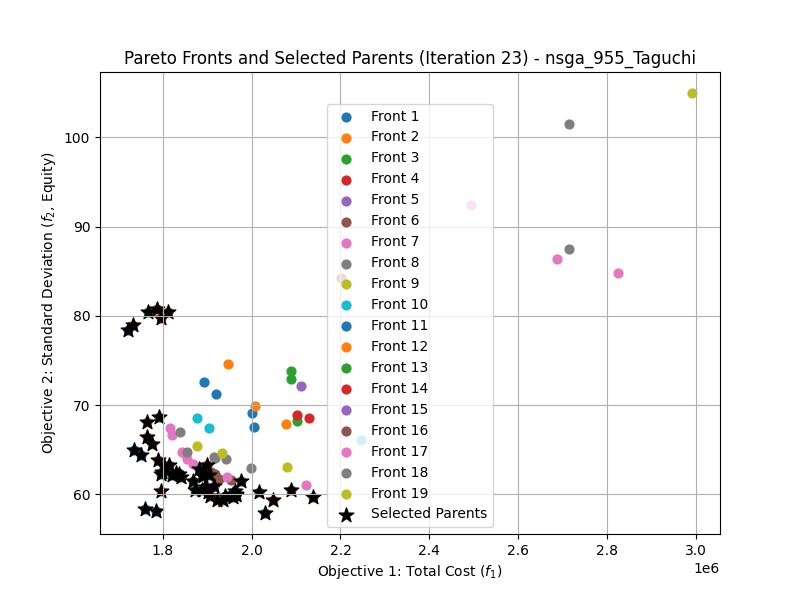 Pareto Fronts and Selected Parents (Iteration 23) - nsga_955_Taguchi
Objective 2: Standard Deviation (f₂, Equity)
100
90
80
70
60
Front 1
Front 2
Front 3
Front 4
Front 5
Front 6
Front 7
Front 8
Front 9
Front 10
Front 11
Front 12
Front 13
Front 14
Front 15
Front 16
Front 17
Front 18
Front 19
Selected Parents
1.8 2.0 2.2 2.4 2.6 2.8 3.0
1e6
Objective 1: Total Cost (f₁)